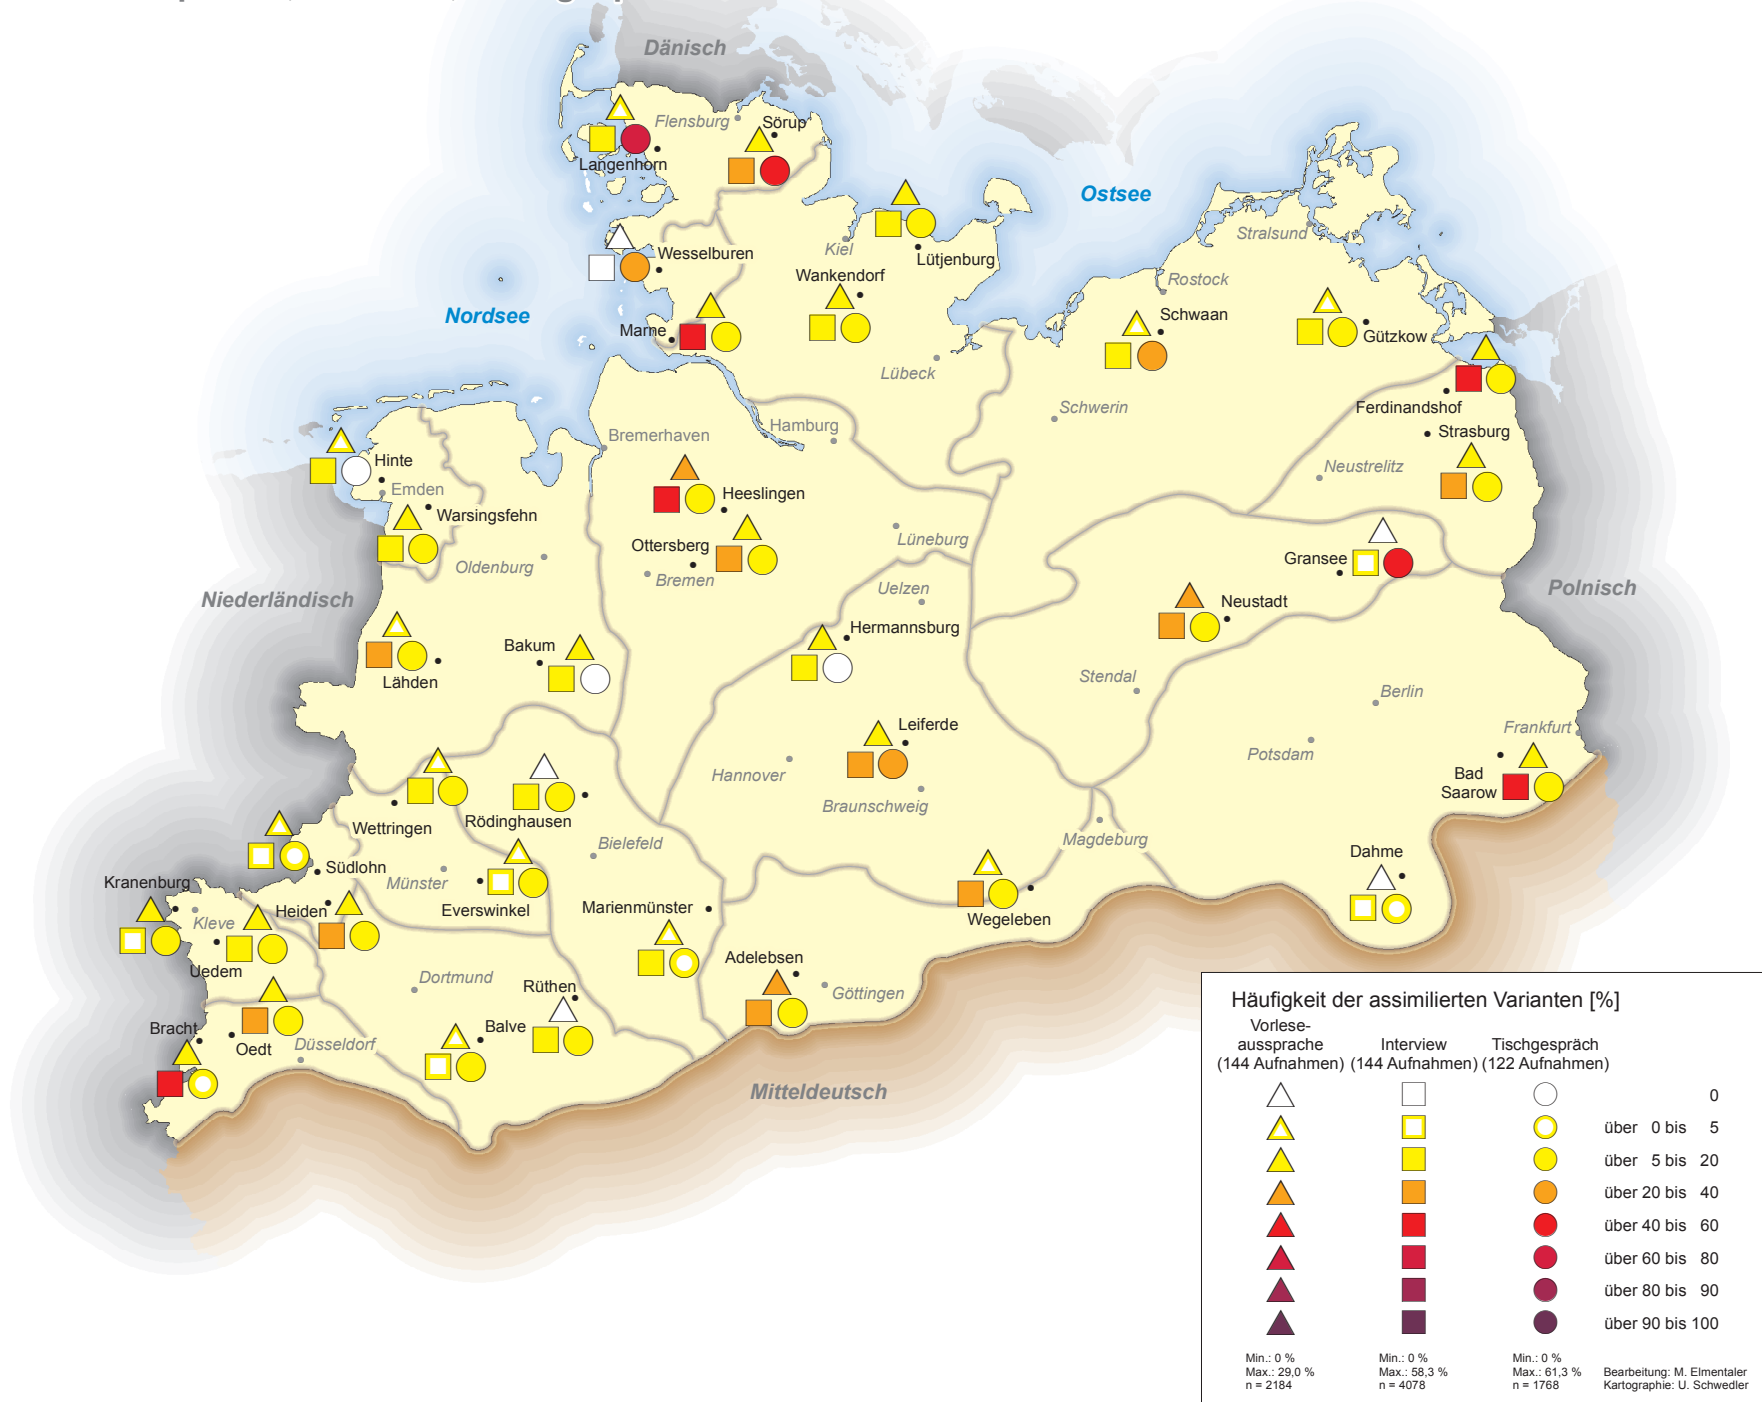 Dänisch
Flensburg
Sörup
Langenhorn
Ostsee
Stralsund
Kiel
Wesselburen
Lütjenburg
Wankendorf
Rostock
Nordsee
Schwaan
Marne
Gützkow
Lübeck
Schwerin
Ferdinandshof
Hamburg
Bremerhaven
Strasburg
Hinte
Neustrelitz
Emden
Heeslingen
Warsingsfehn
Lüneburg
Ottersberg
Gransee
Oldenburg
Bremen
Uelzen
Polnisch
Niederländisch
Neustadt
Hermannsburg
Bakum
Stendal
Lähden
Berlin
Leiferde
Frankfurt
Potsdam
Hannover
Bad
Saarow
Braunschweig
Wettringen
Rödinghausen
Magdeburg
Bielefeld
Dahme
Südlohn
Kranenburg
Münster
Everswinkel
Marienmünster
Heiden
Wegeleben
Kleve
Adelebsen
Uedem
Dortmund
Rüthen
Göttingen
Bracht
Balve
Oedt
Düsseldorf
Mitteldeutsch
Häufigkeit der assimilierten Varianten [%]
Vorlese-
aussprache Interview Tischgespräch
(144 Aufnahmen) (144 Aufnahmen) (122 Aufnahmen)
0
über 0 bis 5
über 5 bis 20
über 20 bis 40
über 40 bis 60
über 60 bis 80
über 80 bis 90
über 90 bis 100
Min.: 0 % Min.: 0 % Min.: 0 %
Max.: 29,0 % Max.: 58,3 % Max.: 61,3 % Bearbeitung: M. Elmentaler
n = 2184 n = 4078 n = 1768 Kartographie: U. Schwedler